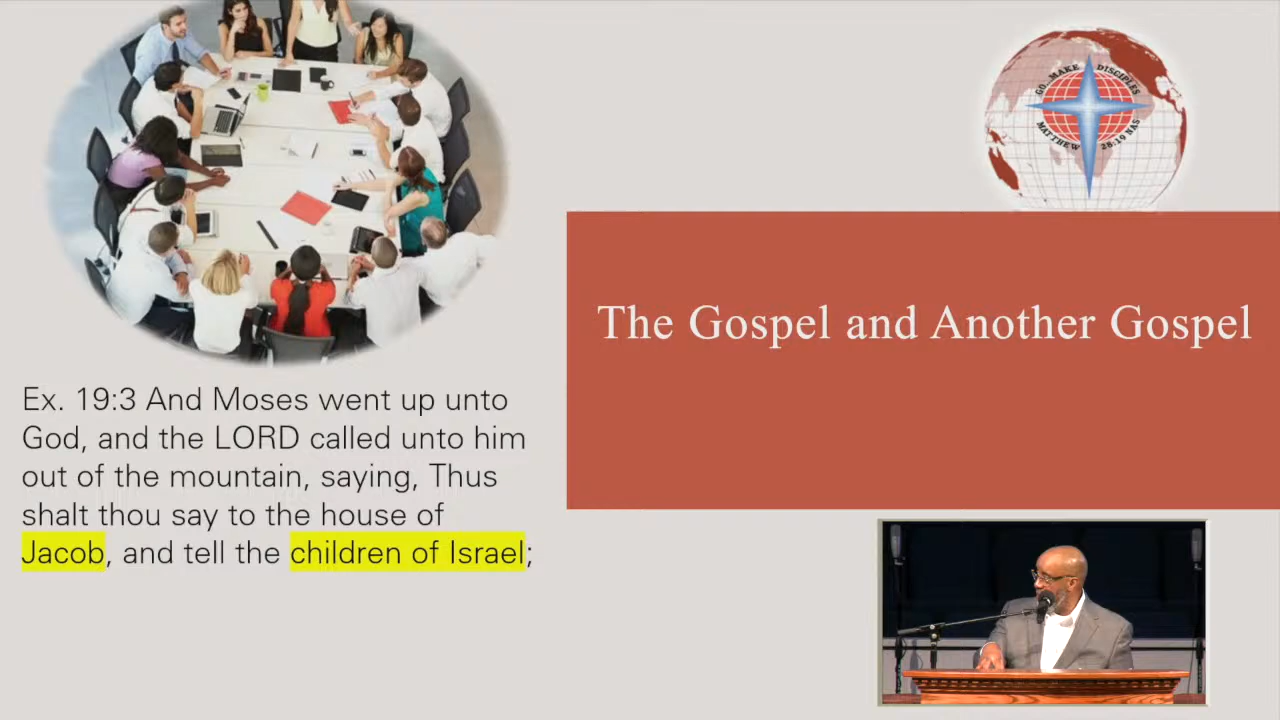 GO MAKE DISCIPLES
MATTHEW 28:19 NAS
The Gospel and Another Gospel
Ex. 19:3 And Moses went up unto
God, and the LORD called unto him
out of the mountain, saying, Thus
shalt thou say to the house of
Jacob, and tell the children of Israel;